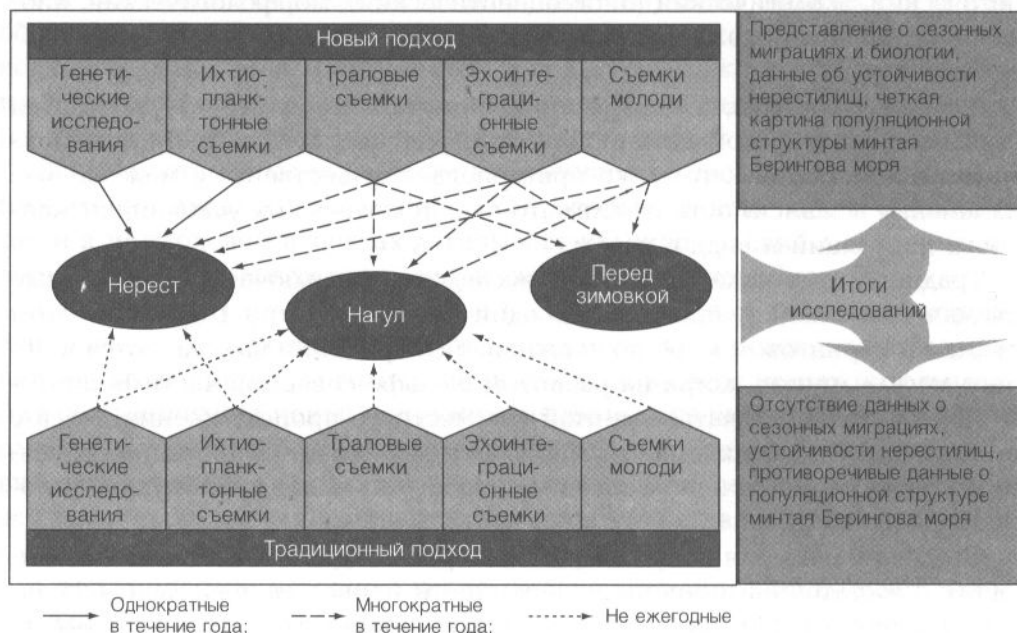 Новый подход
Генети-
ческие
исследо-
вания
Ихтио-
планк-
тонные
съемки
Траловые
съемки
Эхоинте-
граци-
онные
съемки
Съемки
молоди
Представление о сезонных
миграциях и биологии,
данные об устойчивости
нерестилищ, четкая
картина популяционной
структуры минтая
Берингова моря
Нерест
Нагул
Перед
зимовкой
Итоги
исследований
Генети-
ческие
исследо-
вания
Ихтио-
планк-
тонные
съемки
Траловые
съемки
Эхоинте-
граци-
онные
съемки
Съемки
молоди
Традиционный подход
Отсутствие данных о
сезонных миграциях,
устойчивости нерестилищ,
противоречивые данные о
популяционной структуре
минтая Берингова моря
Однократные
в течение года;
Многократные
в течение года;
Не ежегодные